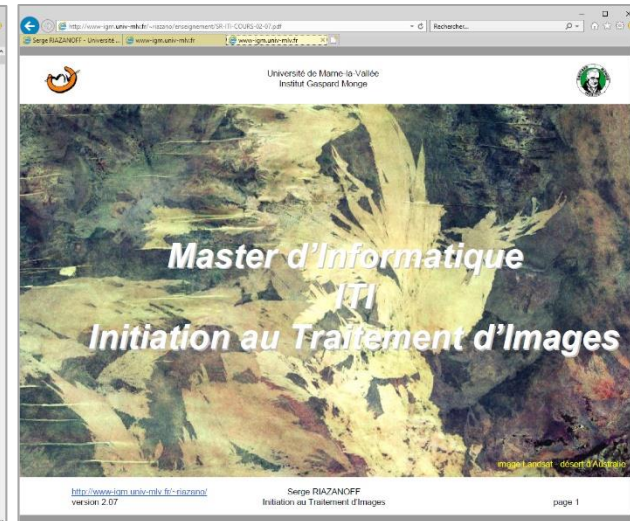 http://www-igm.univ-mlv.fr/~riazano/enseignement/SR-ITI-COURS-02-07.pdf
Rechercher...
Serge RIAZANOFF - Université ...
www-igm.univ-mlv.fr
www-igm.univ-mlv.fr
Université de Marne-la-Vallée
Institut Gaspard Monge
Master d'Informatique
ITI
Initiation au Traitement d'Images
image Landsat - désert d'Australie
http://www-igm.univ-mlv.fr/~riazano/
version 2.07
Serge RIAZANOFF
Initiation au Traitement d'Images
page 1